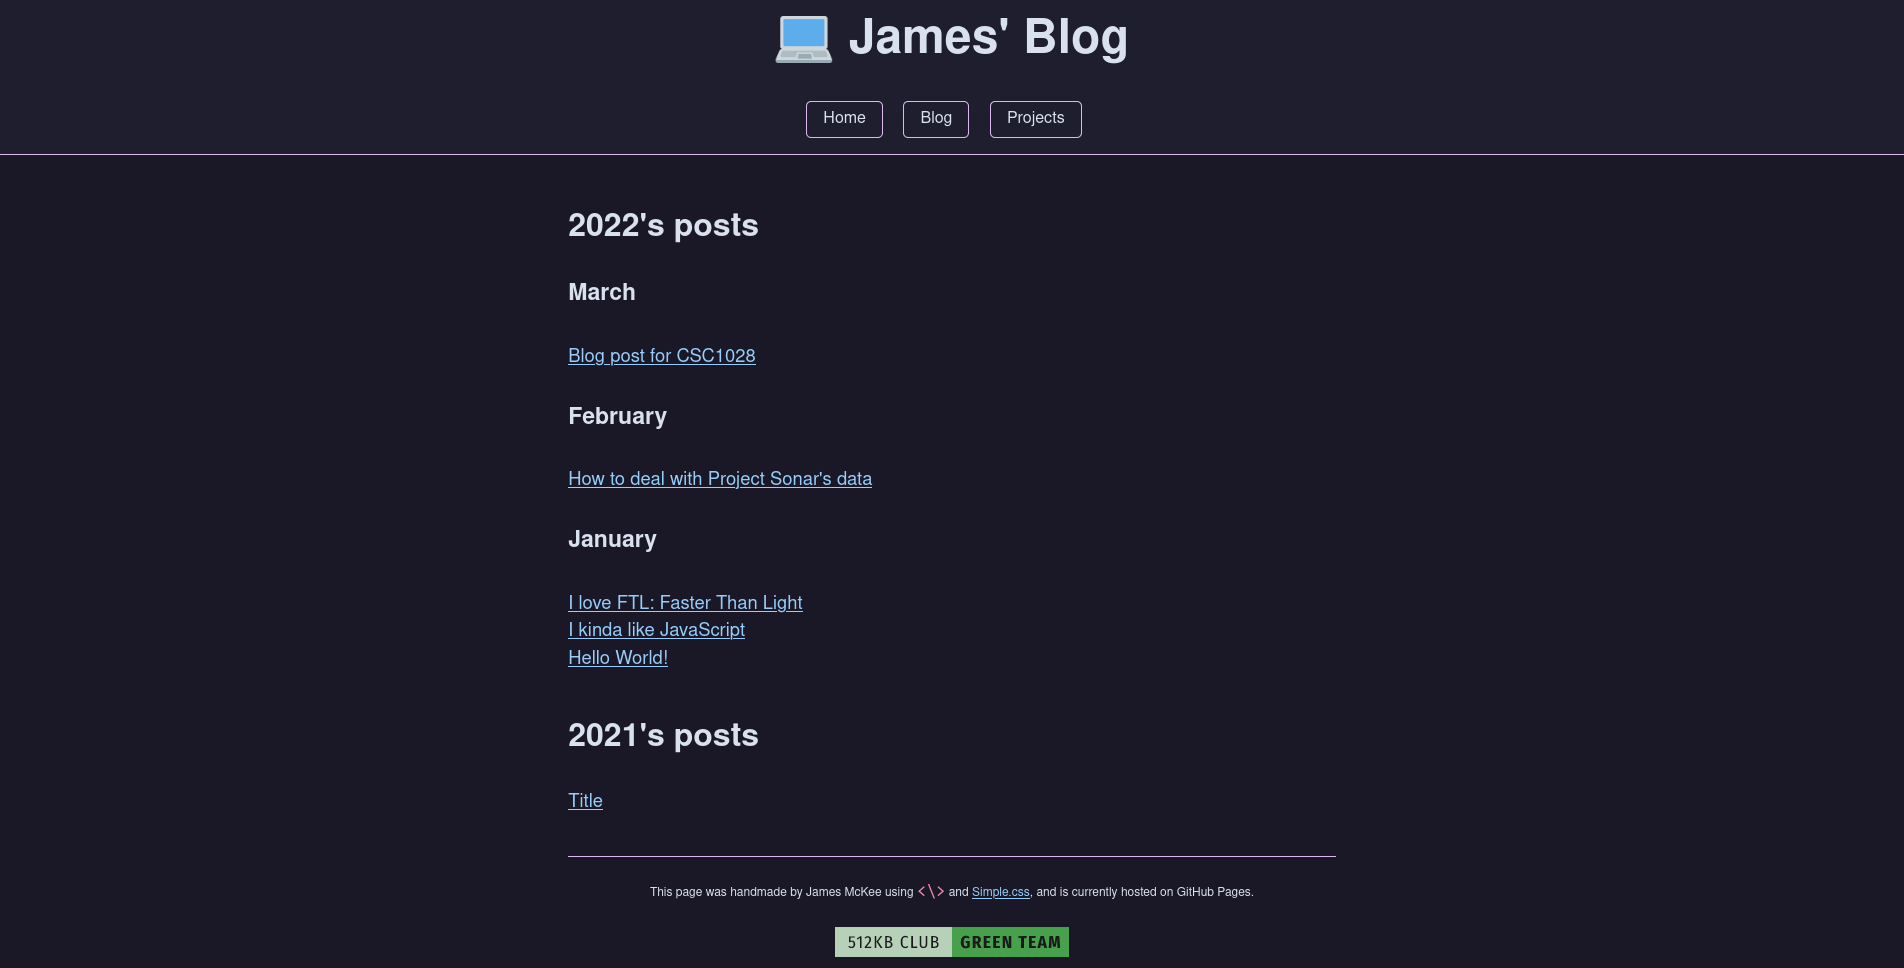 James' Blog
Home Blog Projects
2022's posts
March
Blog post for CSC1028
February
How to deal with Project Sonar's data
January
I love FTL: Faster Than Light
I kinda like JavaScript
Hello World!
2021's posts
Title
This page was handmade by James McKee using <\> and Simple.css, and is currently hosted on GitHub Pages.
512KB CLUB GREEN TEAM